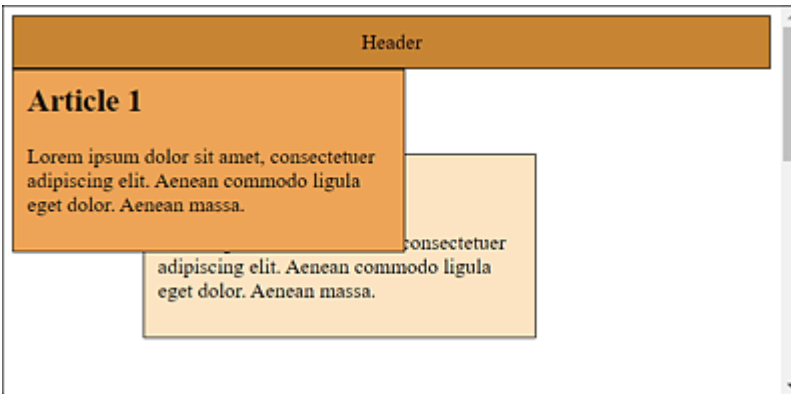 Header
Article 1
Lorem ipsum dolor sit amet, consectetuer
adipiscing elit. Aenean commodo ligula
eget dolor. Aenean massa.
consectetuer
adipiscing elit. Aenean commodo ligula
eget dolor. Aenean massa.